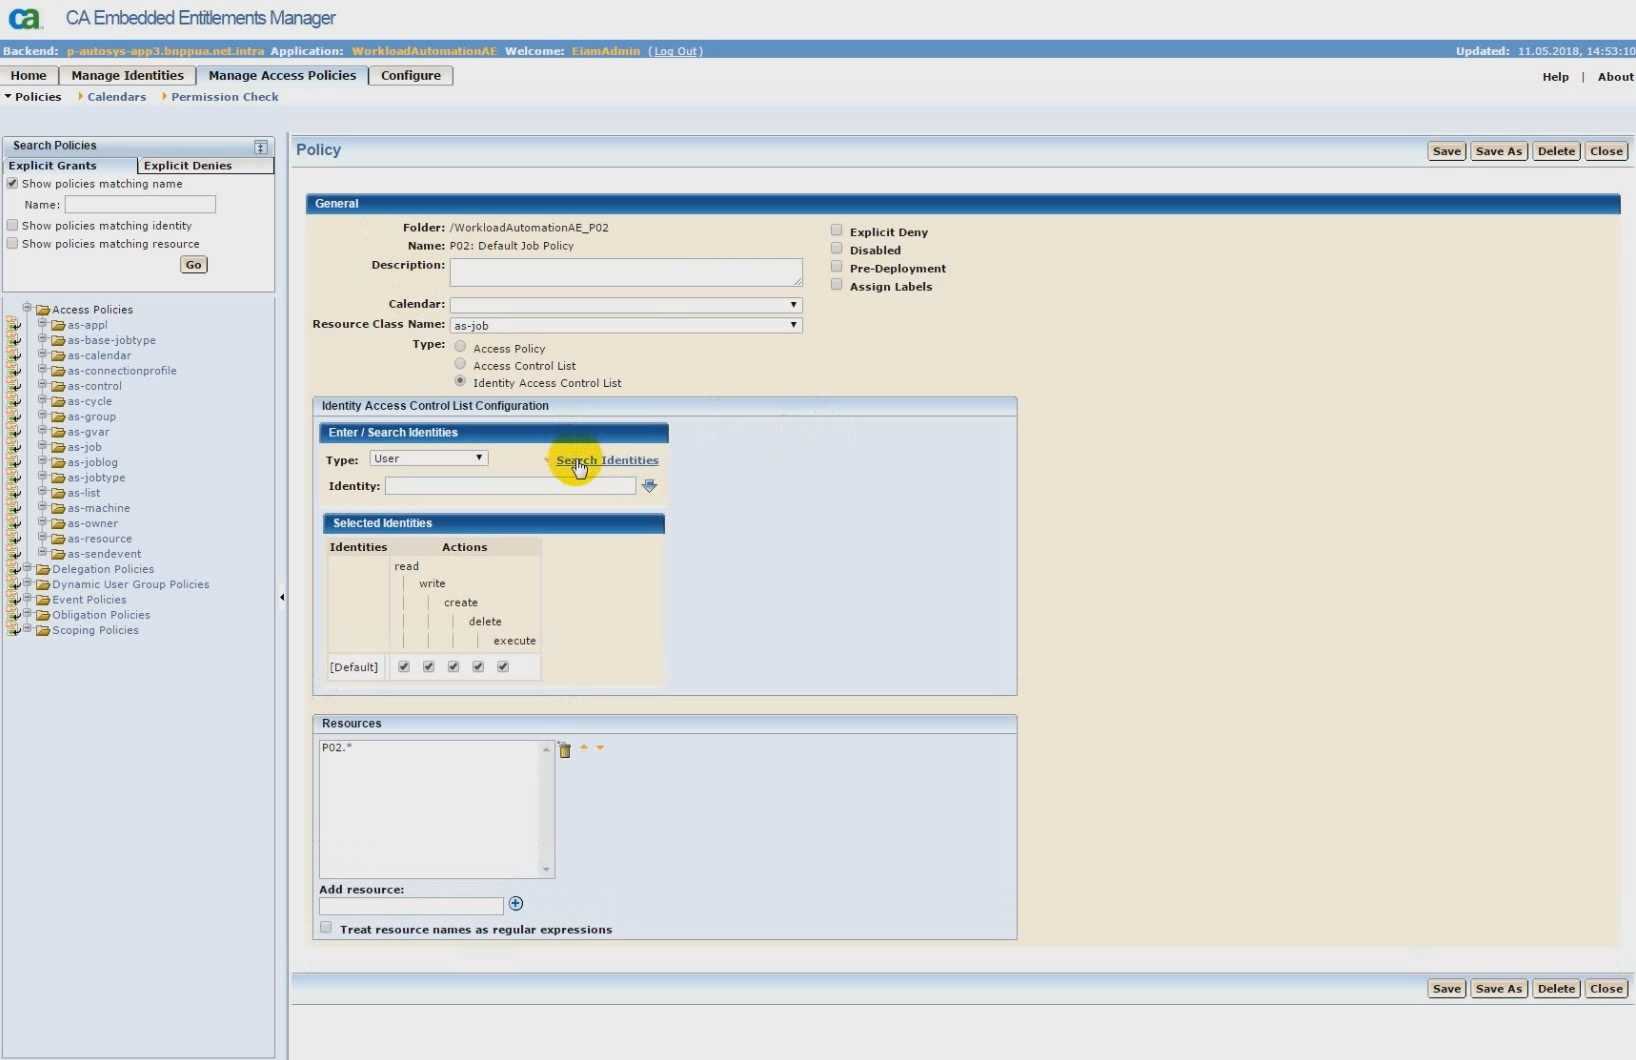 ca CA Embedded Entitlements Manager
Backend: p-autosys-app3.bnppua.net.intra Application: WorkloadAutomationAE Welcome: EiamAdmin (Log Out) Updated: 11.05.2018, 14:53:10
Home Manage Identities Manage Access Policies Configure Help | About
Policies Calendars Permission Check
Search Policies
Explicit Grants Explicit Denies
Show policies matching name
Name:
Show policies matching identity
Show policies matching resource
Go
Access Policies
as-appl
as-base-jobtype
as-calendar
as-connectionprofile
as-control
as-cycle
as-group
as-gvar
as-job
as-joblog
as-jobtype
as-list
as-machine
as-owner
as-resource
as-sendevent
Delegation Policies
Dynamic User Group Policies
Event Policies
Obligation Policies
Scoping Policies
Policy Save Save As Delete Close
General
Folder: /WorkloadAutomationAE_P02
Name: P02: Default Job Policy
Description:
Calendar:
Resource Class Name: as-job
Type: Access Policy
Access Control List
Identity Access Control List
Explicit Deny
Disabled
Pre-Deployment
Assign Labels
Identity Access Control List Configuration
Enter / Search Identities
Type: User Search Identities
Identity:
Selected Identities
Identities Actions
read
write
create
delete
execute
[Default]
Resources
P02.*
Add resource:
Treat resource names as regular expressions
Save Save As Delete Close